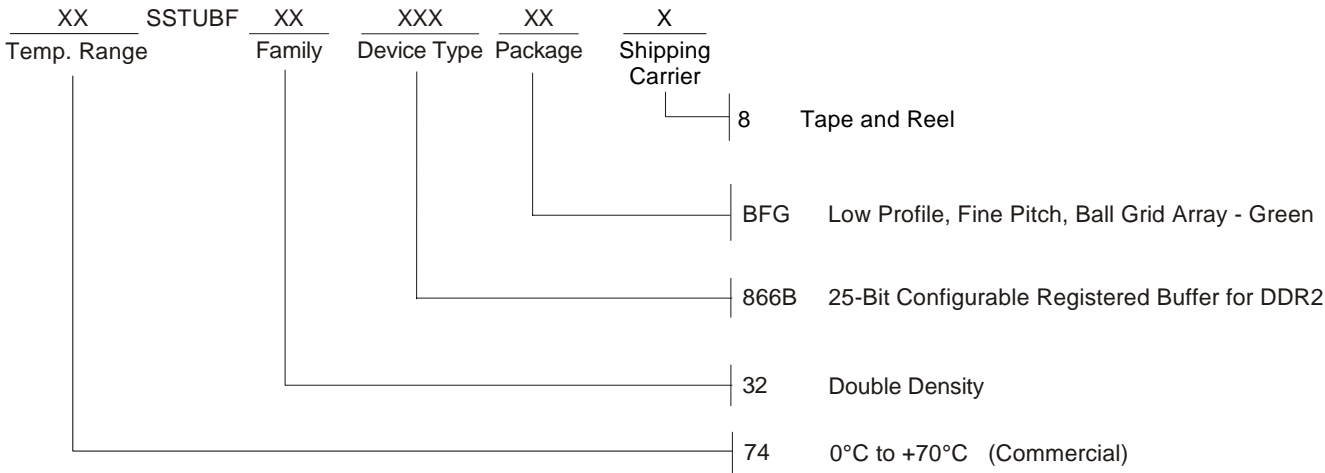 XX SSTUBF XX XXX XX X
Temp. Range Family Device Type Package Shipping
Carrier
8 Tape and Reel
BFG Low Profile, Fine Pitch, Ball Grid Array - Green
866B 25-Bit Configurable Registered Buffer for DDR2
32 Double Density
74 0°C to +70°C (Commercial)